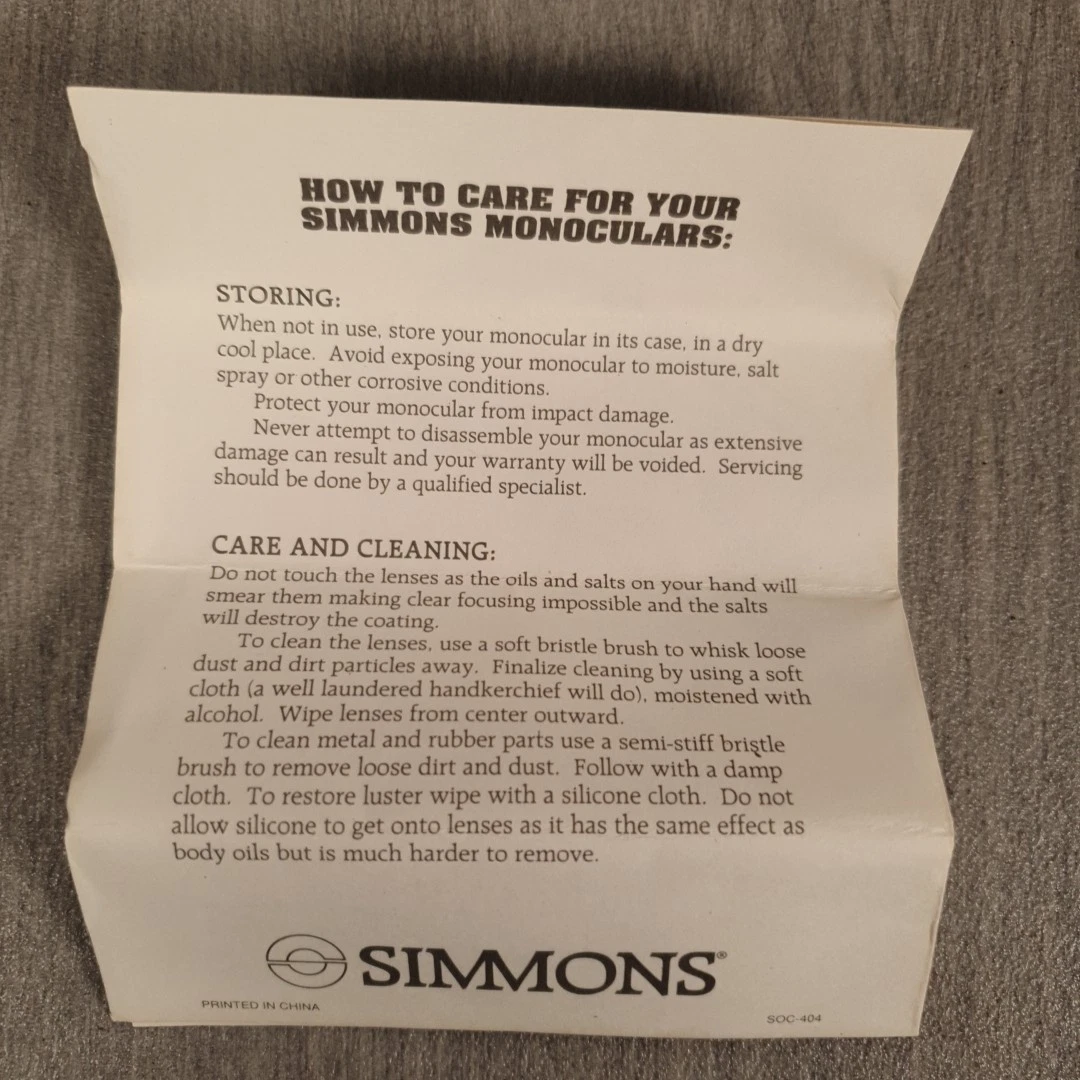 HOW TO CARE FOR YOUR
SIMMONS MONOCULARS:
STORING:
When not in use, store your monocular in its case, in a dry
cool place. Avoid exposing your monocular to moisture, salt
spray or other corrosive conditions.
Protect your monocular from impact damage.
Never attempt to disassemble your monocular as extensive
damage can result and your warranty will be voided. Servicing
should be done by a qualified specialist.
CARE AND CLEANING:
Do not touch the lenses as the oils and salts on your hand will
smear them making clear focusing impossible and the salts
will destroy the coating.
To clean the lenses, use a soft bristle brush to whisk loose
dust and dirt particles away. Finalize cleaning by using a soft
cloth (a well laundered handkerchief will do), moistened with
alcohol. Wipe lenses from center outward.
To clean metal and rubber parts use a semi-stiff bristle
brush to remove loose dirt and dust. Follow with a damp
cloth. To restore luster wipe with a silicone cloth. Do not
allow silicone to get onto lenses as it has the same effect as
body oils but is much harder to remove.
SIMMONS®
PRINTED IN CHINA
SOC-404